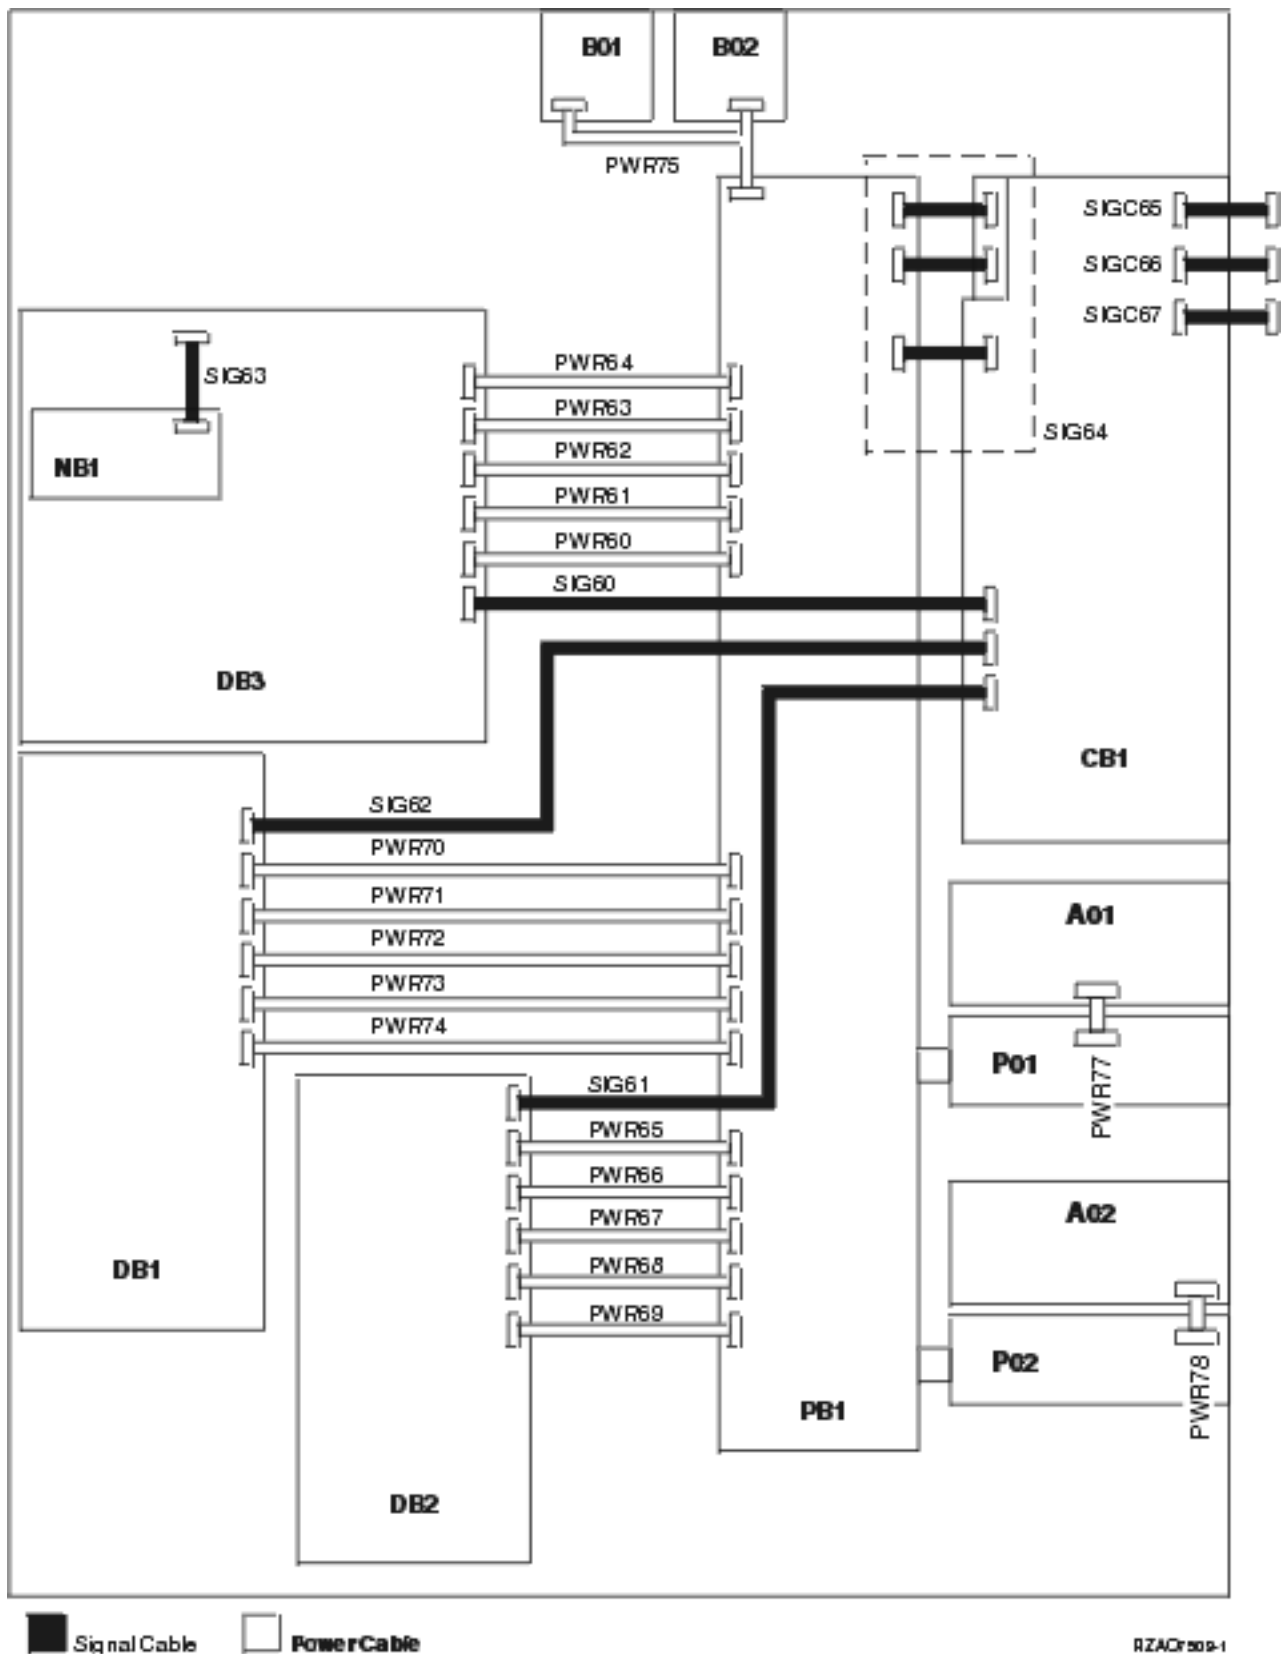 B01
B02
PWR75
SIGC65
SIGC66
SIGC67
SIG64
SIG63
NB1
PWR64
PWR63
PWR62
PWR61
PWR60
SIG60
DB3
CB1
SIG62
PWR70
PWR71
PWR72
PWR73
PWR74
A01
P01
PWR77
SIG61
PWR65
PWR66
PWR67
PWR68
PWR69
A02
P02
PWR78
DB1
PB1
DB2
Signal Cable
Power Cable